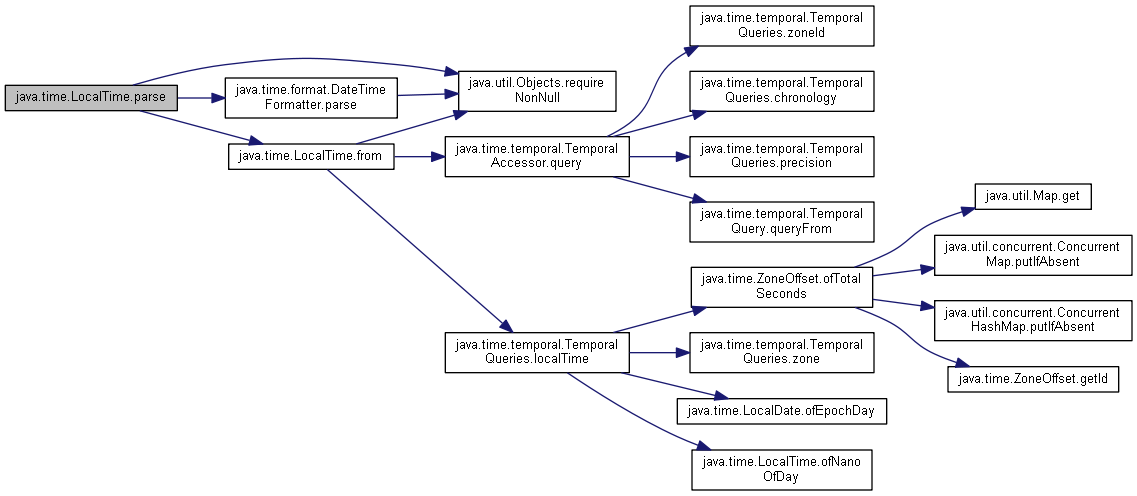 java.time.LocalTime.parse
java.time.format.DateTime
Formatter.parse
java.time.LocalTime.from
java.util.Objects.require
NonNull
java.time.temporal.Temporal
Accessor.query
java.time.temporal.Temporal
Queries.localTime
java.time.temporal.Temporal
Queries.zoneId
java.time.temporal.Temporal
Queries.chronology
java.time.temporal.Temporal
Queries.precision
java.time.temporal.Temporal
Query.queryFrom
java.time.ZoneOffset.ofTotal
Seconds
java.time.temporal.Temporal
Queries.zone
java.time.LocalDate.ofEpochDay
java.time.LocalTime.ofNano
OfDay
java.util.Map.get
java.util.concurrent.Concurrent
Map.putIfAbsent
java.util.concurrent.Concurrent
HashMap.putIfAbsent
java.time.ZoneOffset.getId